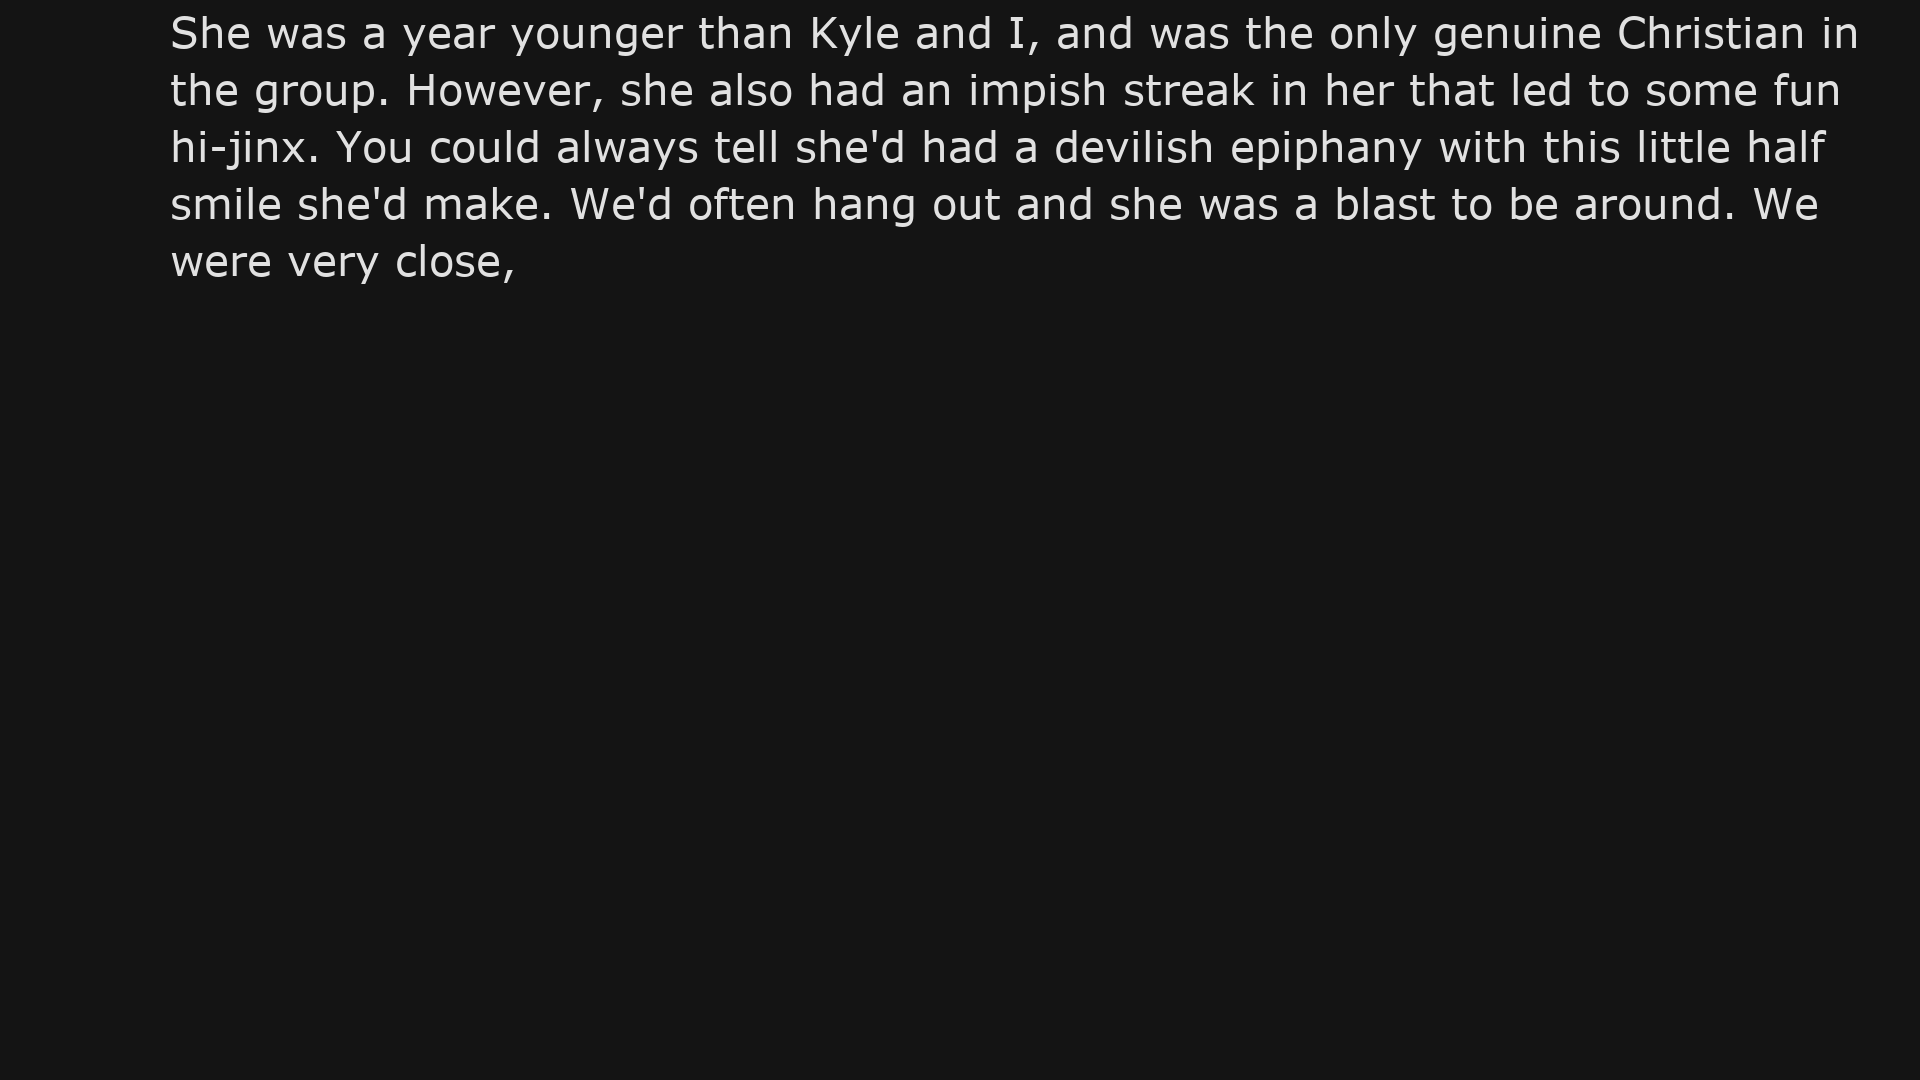 She was a year younger than Kyle and I, and was the only genuine Christian in
the group. However, she also had an impish streak in her that led to some fun
hi-jinx. You could always tell she'd had a devilish epiphany with this little half
smile she'd make. We'd often hang out and she was a blast to be around. We
were very close,